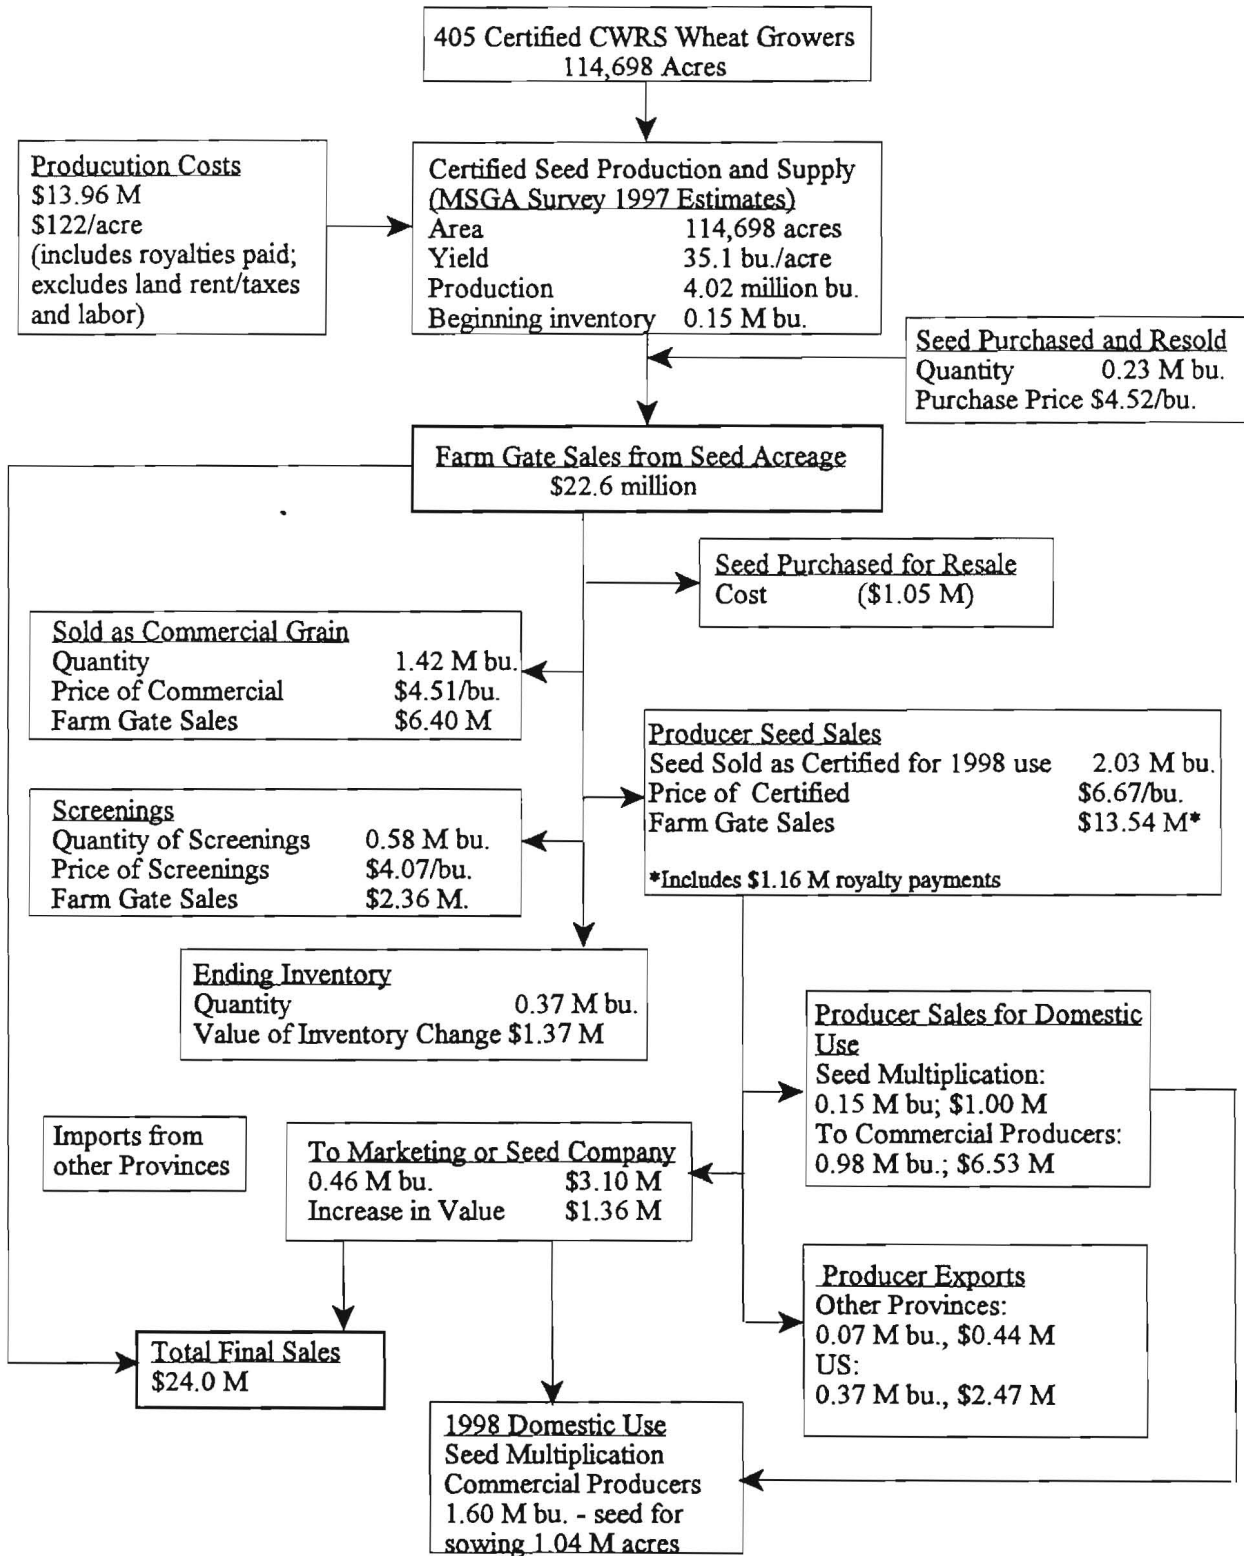 405 Certified CWRS Wheat Growers
114,698 Acres
Producution Costs
$13.96 M
$122/acre
(includes royalties paid;
excludes land rent/taxes
and labor)
Certified Seed Production and Supply
(MSGA Survey 1997 Estimates)
Area 114,698 acres
Yield 35.1 bu./acre
Production 4.02 million bu.
Beginning inventory 0.15 M bu.
Seed Purchased and Resold
Quantity 0.23 M bu.
Purchase Price $4.52/bu.
Farm Gate Sales from Seed Acreage
$22.6 million
Seed Purchased for Resale
Cost ($1.05 M)
Sold as Commercial Grain
Quantity 1.42 M bu.
Price of Commercial $4.51/bu.
Farm Gate Sales $6.40 M
Producer Seed Sales
Seed Sold as Certified for 1998 use 2.03 M bu.
Price of Certified $6.67/bu.
Farm Gate Sales $13.54 M*
*Includes $1.16 M royalty payments
Screenings
Quantity of Screenings 0.58 M bu.
Price of Screenings $4.07/bu.
Farm Gate Sales $2.36 M.
Ending Inventory
Quantity 0.37 M bu.
Value of Inventory Change $1.37 M
Producer Sales for Domestic
Use
Seed Multiplication:
0.15 M bu; $1.00 M
To Commercial Producers:
0.98 M bu.; $6.53 M
Imports from
other Provinces
To Marketing or Seed Company
0.46 M bu. $3.10 M
Increase in Value $1.36 M
Producer Exports
Other Provinces:
0.07 M bu., $0.44 M
US:
0.37 M bu., $2.47 M
Total Final Sales
$24.0 M
1998 Domestic Use
Seed Multiplication
Commercial Producers
1.60 M bu. - seed for
sowing 1.04 M acres